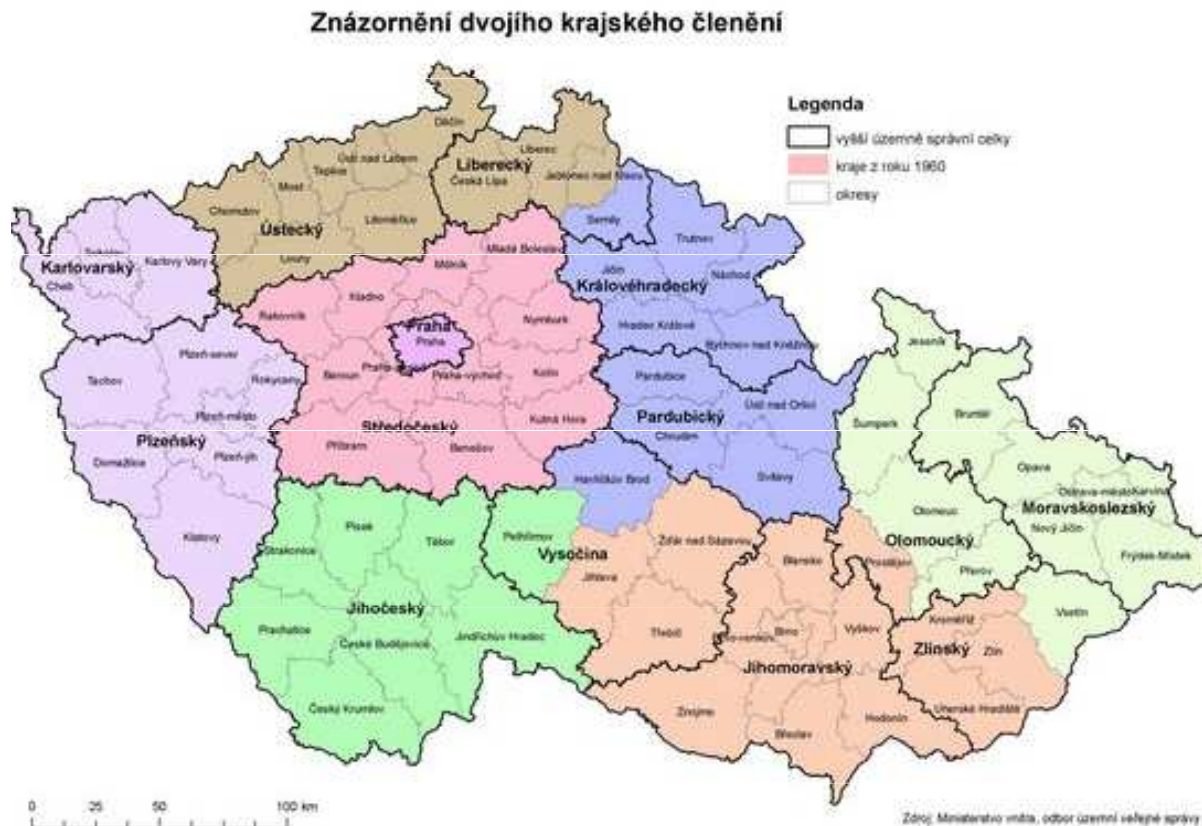 Znázornění dvojího krajského členění
Legenda
vyšší územně správní celky
kraje z roku 1960
okresy
Děčín
Ústí nad Labem
Teplice
Most
Chomutov
Litoměřice
Ústecký
Louny
Liberec
Liberecký
Česká Lípa
Jablonec nad Nisou
Semily
Trutnov
Jičín
Náchod
Královéhradecký
Hradec Králové
Rychnov nad Kněžnou
Karlovy Vary
Karlovarský
Cheb
Mladá Boleslav
Mělník
Kladno
Rakovník
Nymburk
Praha
Praha
Beroun
Praha-východ
Kolín
Kutná Hora
Středočeský
Příbram
Benešov
Plzeň-sever
Tachov
Rokycany
Plzeň-město
Plzeňský
Plzeň-jih
Domažlice
Klatovy
Pardubice
Ústí nad Orlicí
Pardubický
Chrudim
Svitavy
Havlíčkův Brod
Jeseník
Šumperk
Bruntál
Opava
Ostrava-město
Karviná
Moravskoslezský
Nový Jičín
Frýdek-Místek
Olomouc
Olomoucký
Prostějov
Přerov
Vsetín
Písek
Strakonice
Tábor
Jihočeský
Prachatice
České Budějovice
Jindřichův Hradec
Český Krumlov
Pelhřimov
Vysočina
Žďár nad Sázavou
Jihlava
Třebíč
Blansko
Brno
Vyškov
Jihomoravský
Znojmo
Břeclav
Hodonín
Kroměříž
Zlínský
Zlín
Uherské Hradiště
0 25 50 100 km
Zdroj: Ministerstvo vnitra, odbor územní veřejné správy